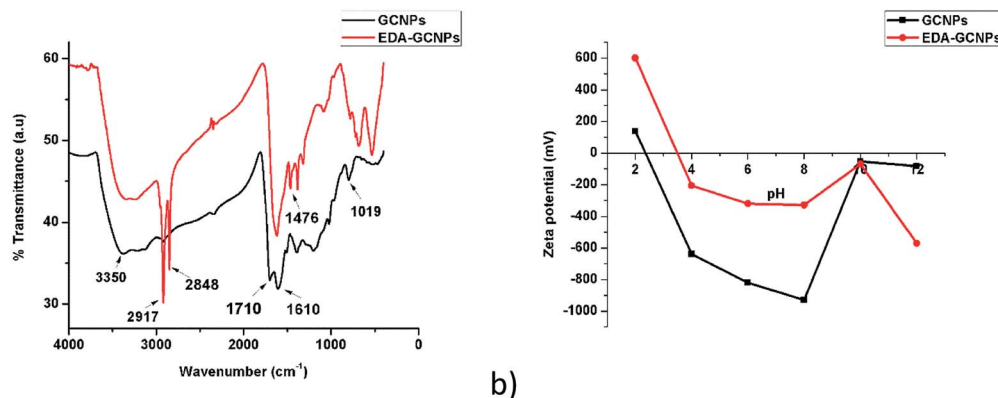 GCNPs
EDA-GCNPs
60
50
40
30
% Transmittance (a.u)
3350
2917
2848
1710
1610
1476
1019
4000 3000 2000 1000 0
Wavenumber (cm-1)
b)
GCNPs
EDA-GCNPs
600
400
200
0
-200
-400
-600
-800
-1000
Zeta potential (mV)
2 4 6 8 10 12
pH